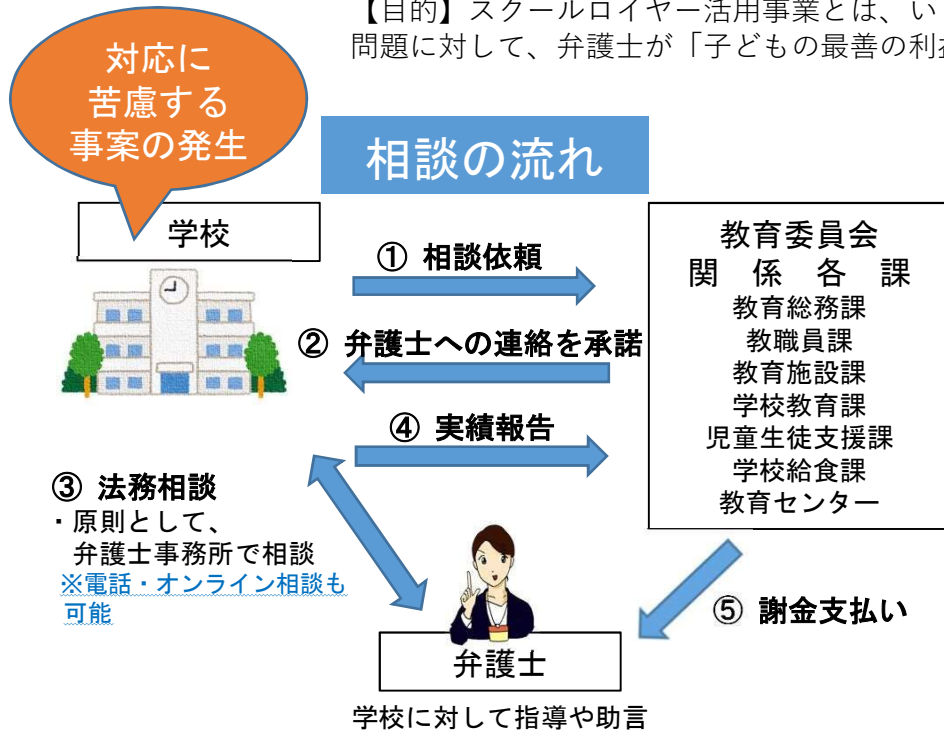 【目的】スクールロイヤー活用事業とは、い
問題に対して、弁護士が「子どもの最善の利
対応に
苦慮する
事案の発生
相談の流れ
学校
① 相談依頼
② 弁護士への連絡を承諾
④ 実績報告
教育委員会
関 係 各 課
教育総務課
教職員課
教育施設課
学校教育課
児童生徒支援課
学校給食課
教育センター
③ 法務相談
・原則として、
弁護士事務所で相談
※電話・オンライン相談も
可能
⑤ 謝金支払い
弁護士
学校に対して指導や助言